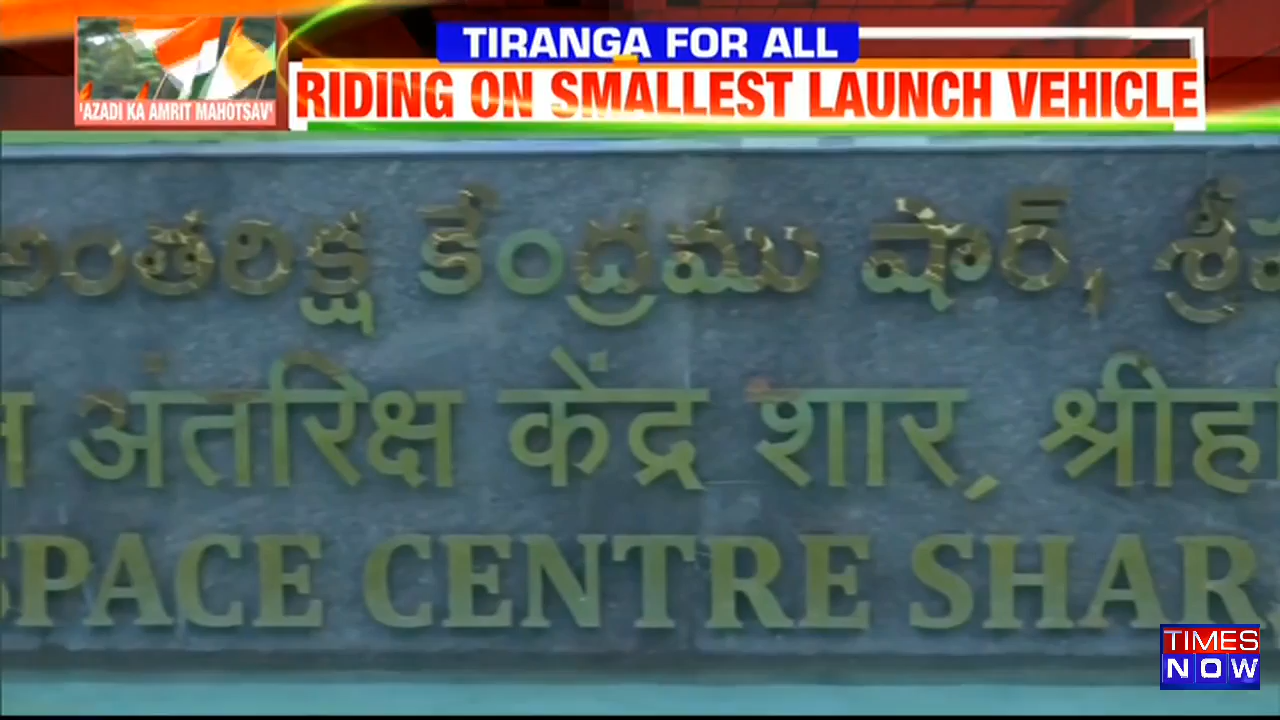 TIRANGA FOR ALL
'AZADI KA AMRIT MAHOTSAV'
RIDING ON SMALLEST LAUNCH VEHICLE
అంతరిక్ష కేంద్రము షార్, శ్రీ
अंतरिक्ष केंद्र शार, श्रीह
SPACE CENTRE SHAR,
TIMES
NOW